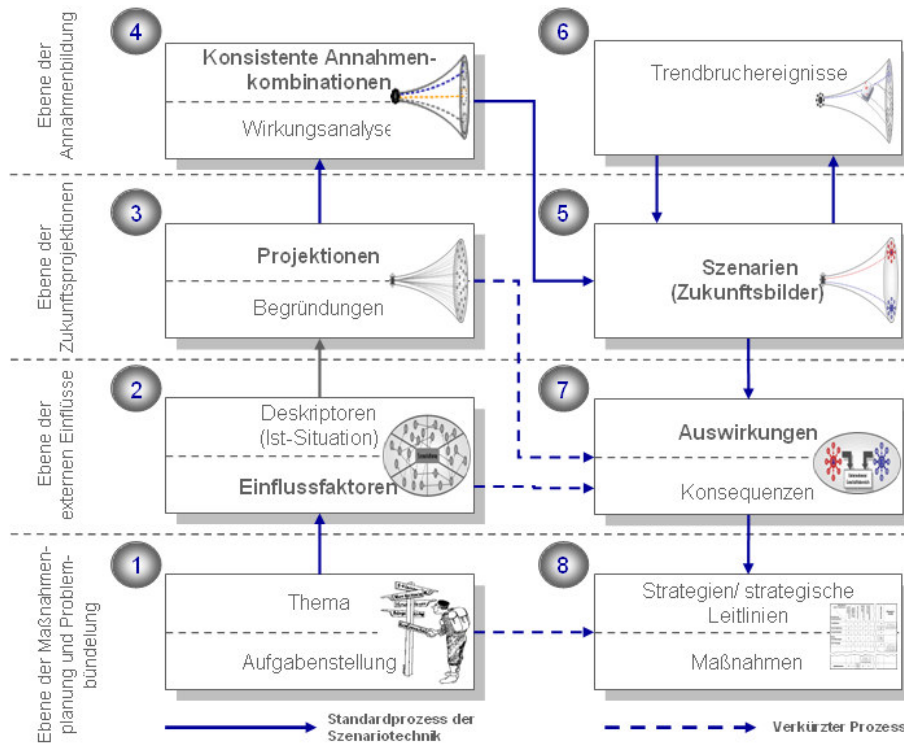 Ebene der
Annahmenbildung
4
Konsistente Annahmen-
kombinationen
Wirkungsanalyse
6
Trendbruchereignisse
Ebene der
Zukunftsprojektionen
3
Projektionen
Begründungen
5
Szenarien
(Zukunftsbilder)
Ebene der
externen Einflüsse
2
Deskriptoren
(Ist-Situation)
Einflussfaktoren
7
Auswirkungen
Konsequenzen
Ebene der Maßnahmen-
planung und Problem-
bündelung
1
Thema
Aufgabenstellung
8
Strategien/ strategische
Leitlinien
Maßnahmen
Standardprozess der
Szenariotechnik
Verkürzter Prozess